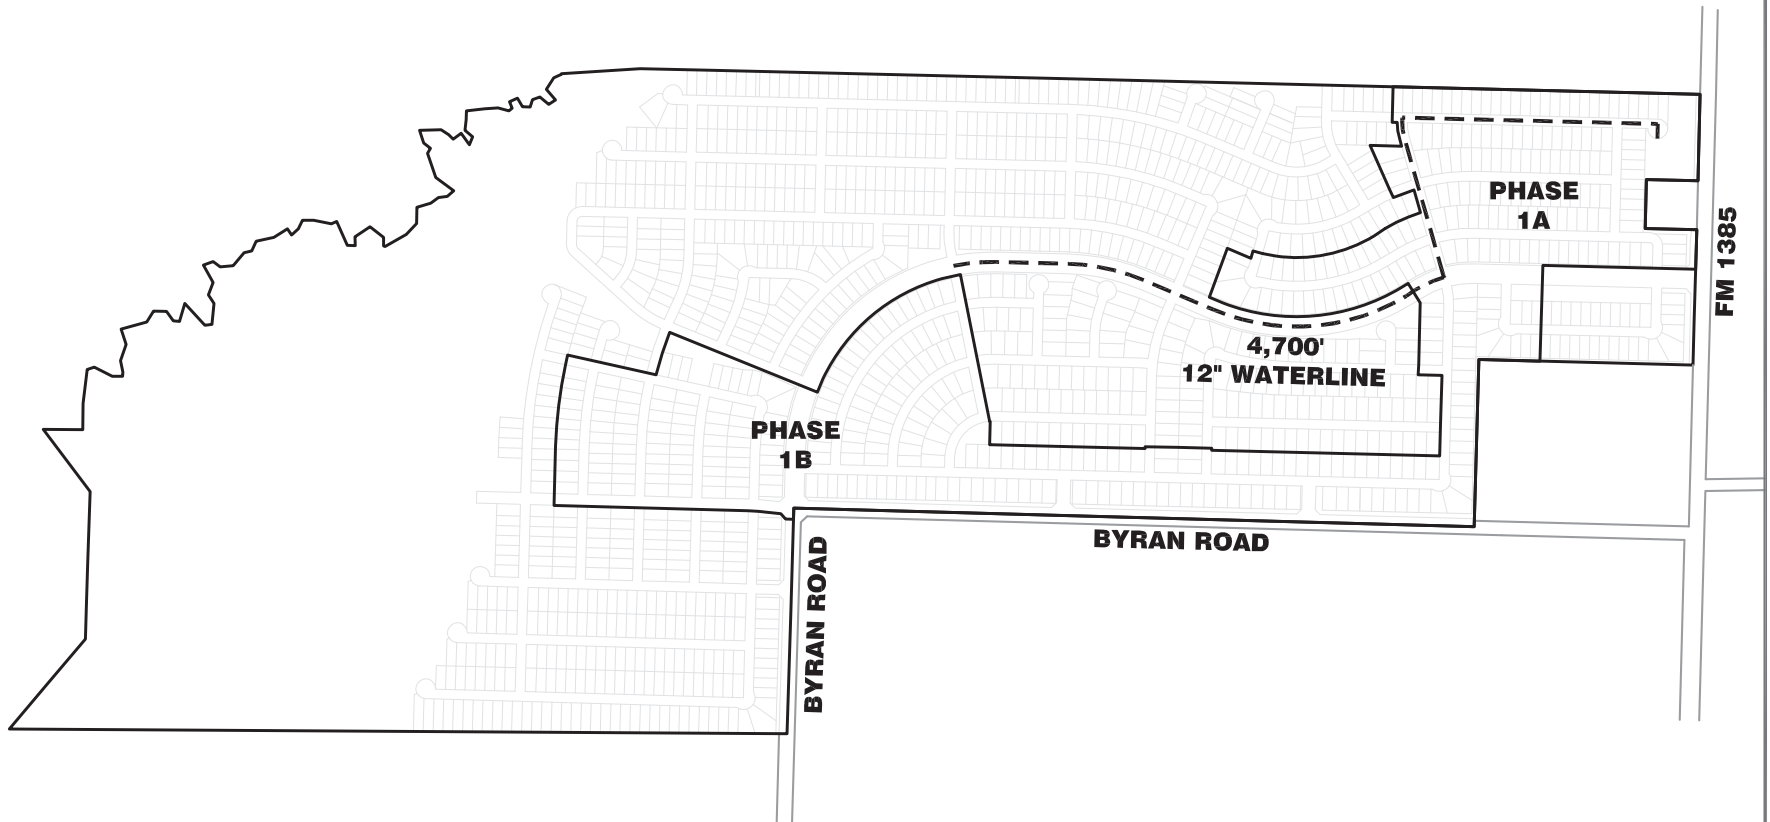 PHASE
1A
FM 1385
4,700'
12" WATERLINE
PHASE
1B
BYRAN ROAD
BYRAN ROAD